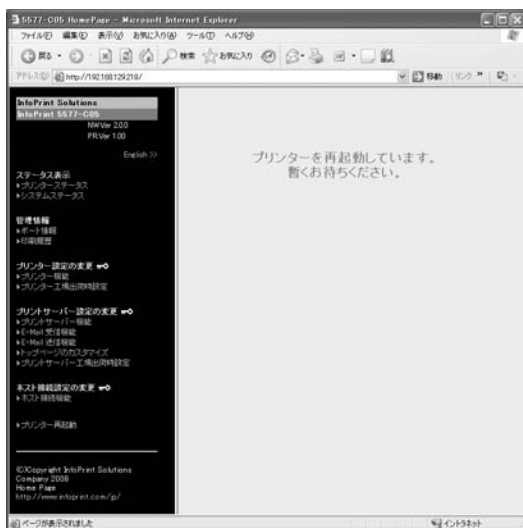 5577-C05 HomePage - Microsoft Internet Explorer
ファイル(F) 編集(E) 表示(V) お気に入り(A) ツール(T) ヘルプ(H)
戻る 検索 お気に入り
アドレス(D) http://192.168.129.218/ 移動 リンク
InfoPrint Solutions
InfoPrint 5577-C05
NWVer 2.0.0
PRVer 1.00
English >>
ステータス表示
プリンターステータス
システムステータス
管理情報
ポート情報
印刷履歴
プリンター設定の変更
プリンター機能
プリンター工場出荷時設定
プリントサーバー設定の変更
プリントサーバー機能
E-Mail 受信機能
E-Mail 送信機能
トップページのカスタマイズ
プリントサーバー工場出荷時設定
ホスト接続設定の変更
ホスト接続機能
プリンター再起動
(C)Copyright InfoPrint Solutions
Company 2008
Home Page
http://www.infoprint.com/jp/
プリンターを再起動しています。
暫くお待ちください。
ページが表示されました イントラネット